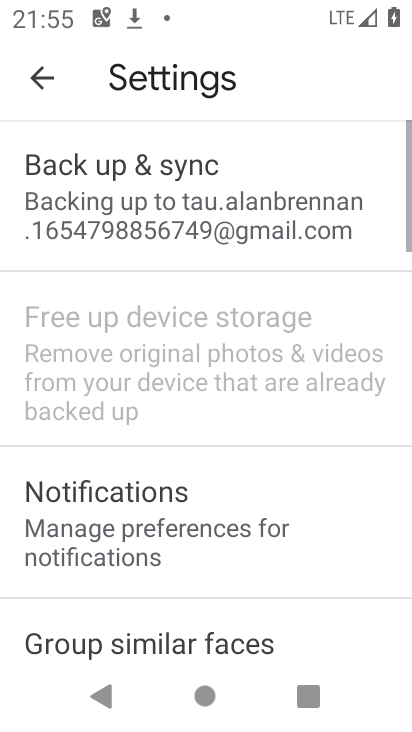 21:55
LTE
Settings
Back up & sync
Backing up to tau.alanbrennan
.1654798856749@gmail.com
Free up device storage
Remove original photos & videos
from your device that are already
backed up
Notifications
Manage preferences for
notifications
Group similar faces